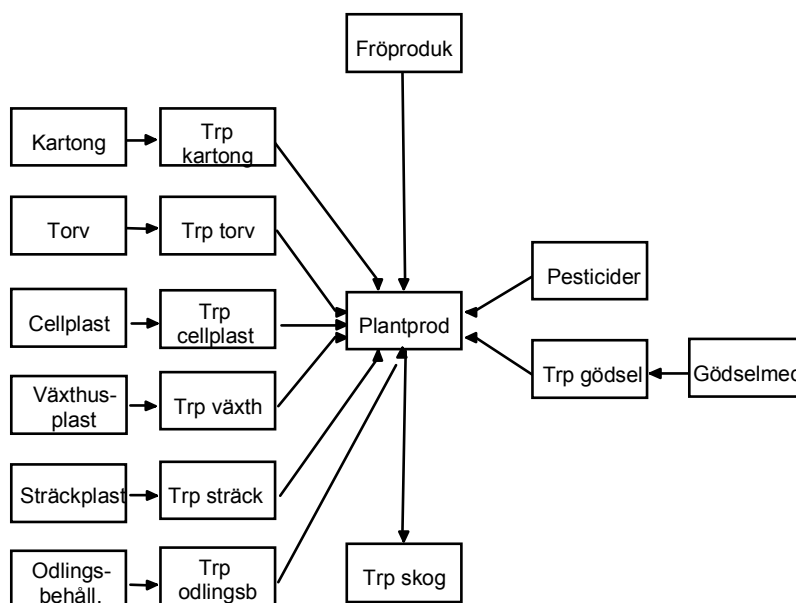 Fröproduk
Kartong
Trp
kartong
Torv
Trp torv
Cellplast
Trp
cellplast
Växthus-
plast
Trp växth
Sträckplast
Trp sträck
Odlings-
behåll.
Trp
odlingsb
Plantprod
Pesticider
Trp gödsel
Gödselmed
Trp skog